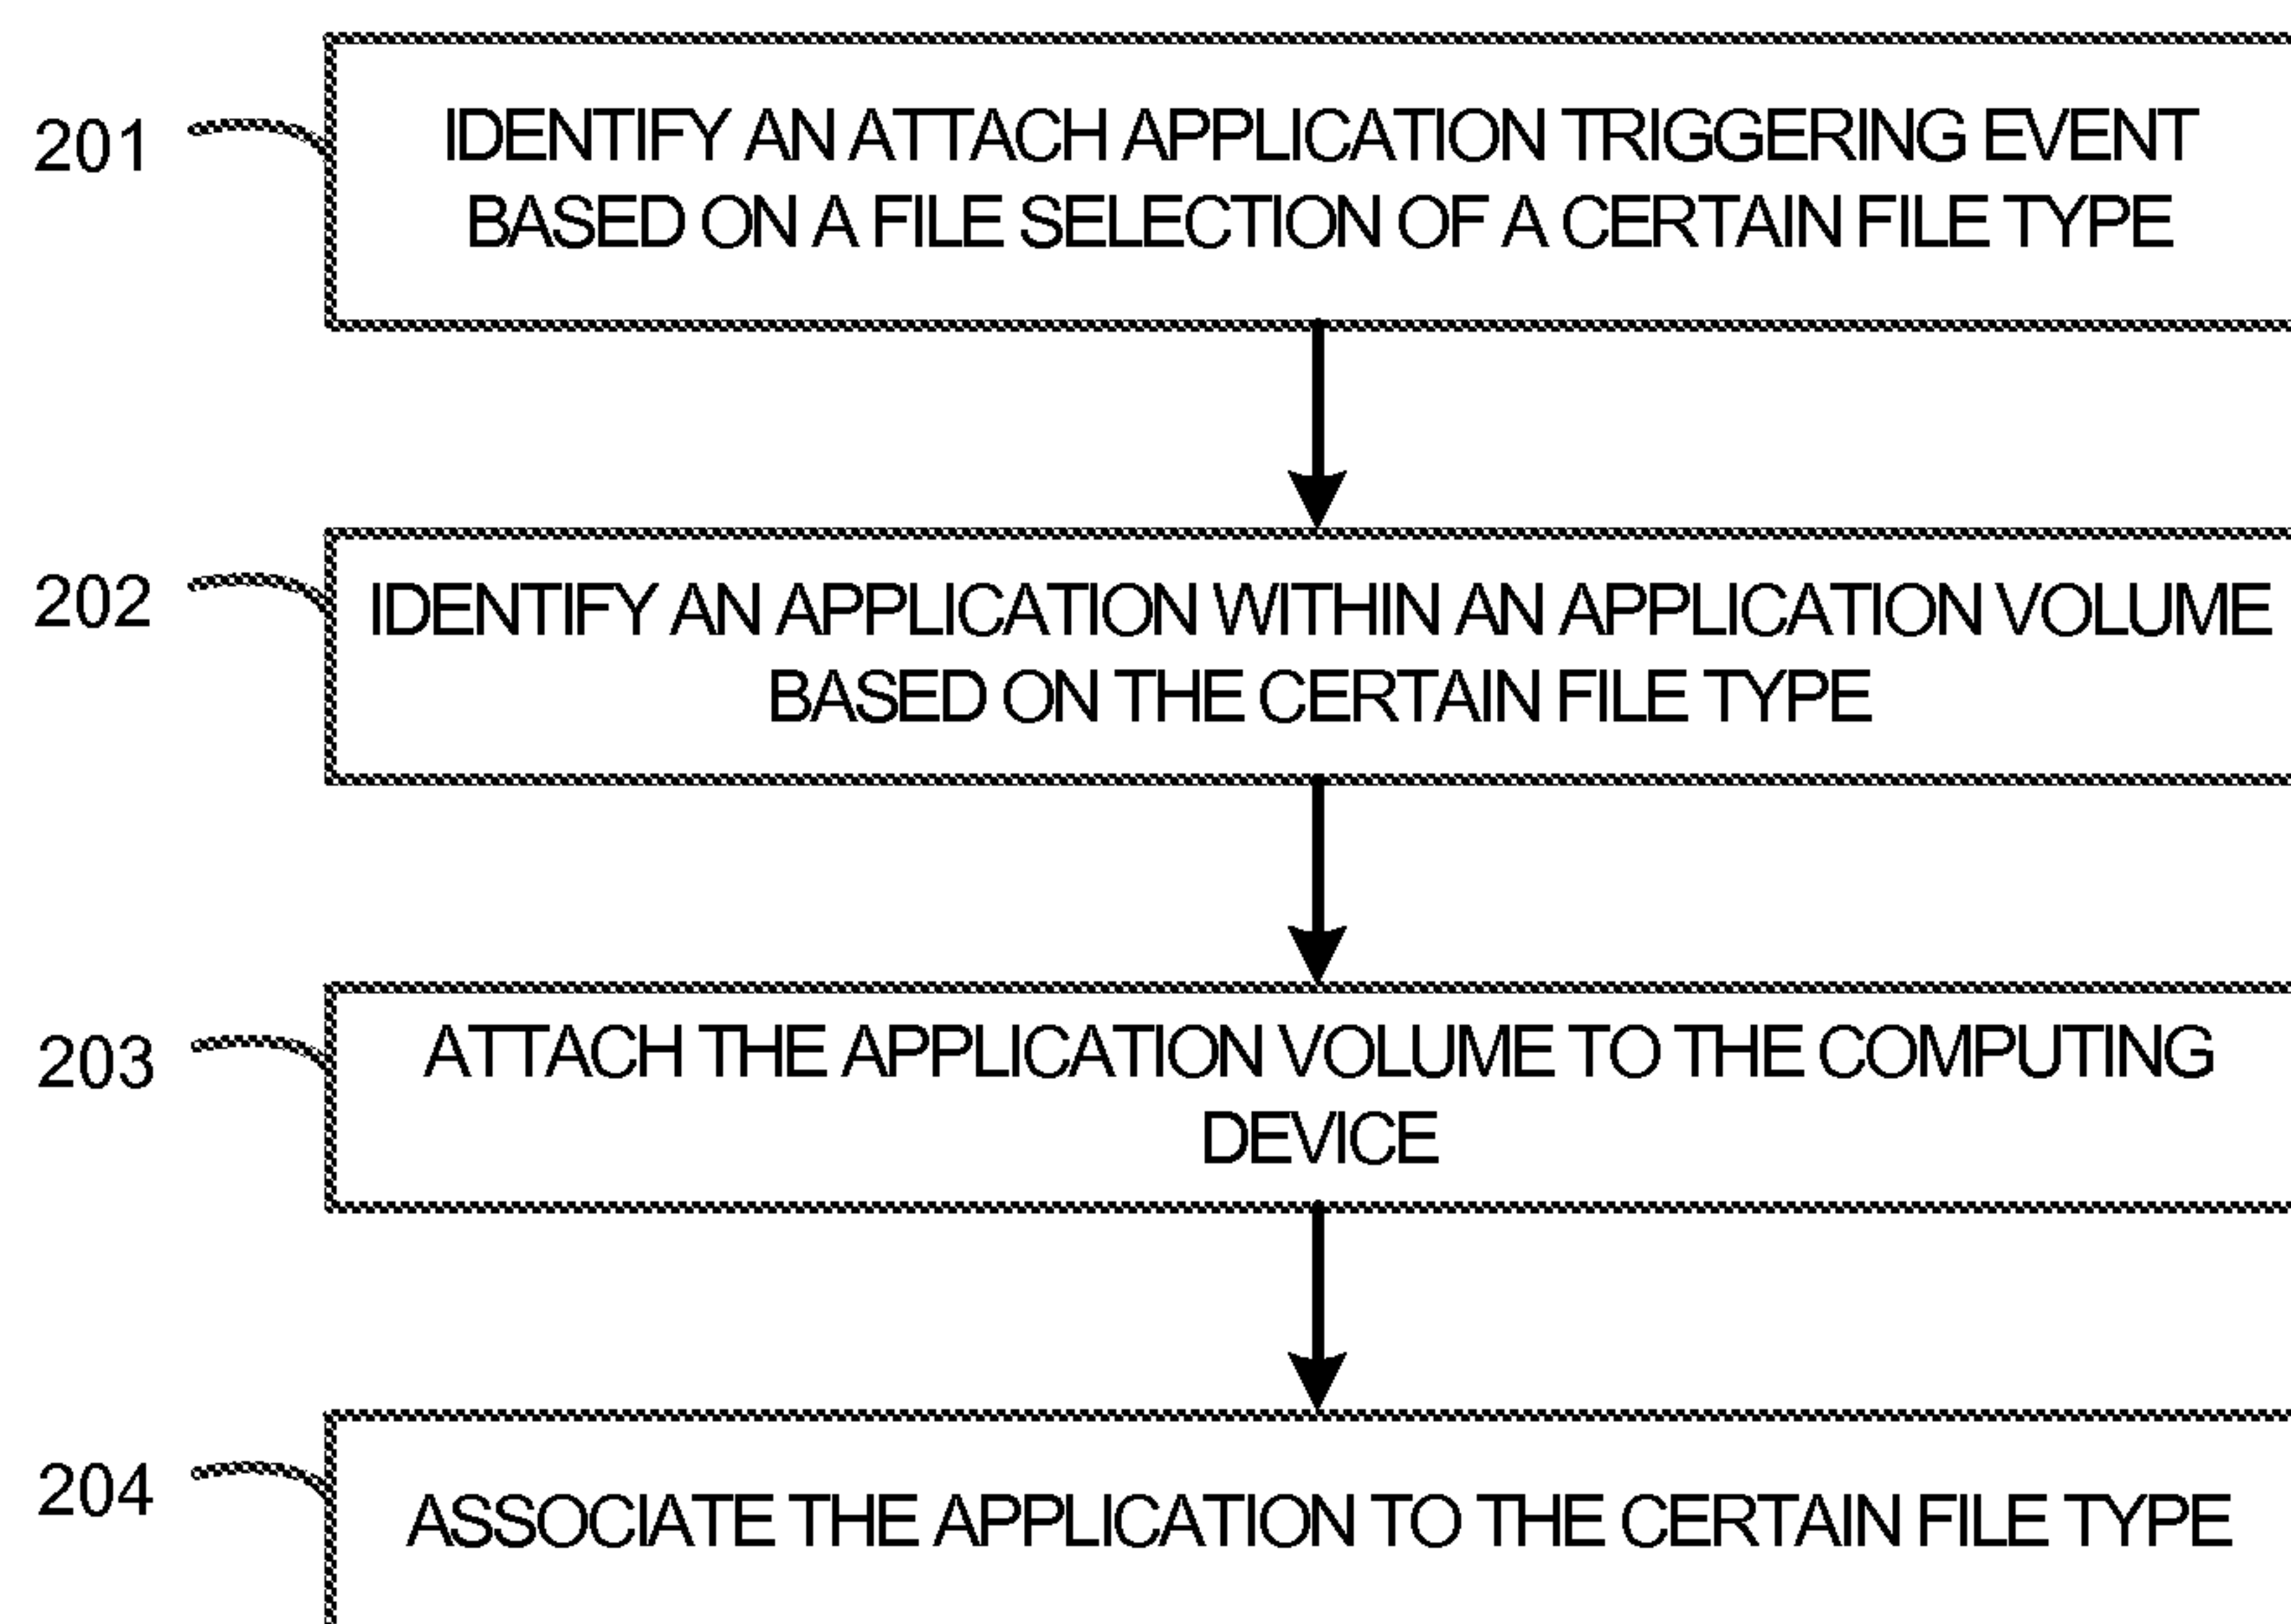 201
IDENTIFY AN ATTACH APPLICATION TRIGGERING EVENT
BASED ON A FILE SELECTION OF A CERTAIN FILE TYPE
202
IDENTIFY AN APPLICATION WITHIN AN APPLICATION VOLUME
BASED ON THE CERTAIN FILE TYPE
203
ATTACH THE APPLICATION VOLUME TO THE COMPUTING
DEVICE
204
ASSOCIATE THE APPLICATION TO THE CERTAIN FILE TYPE